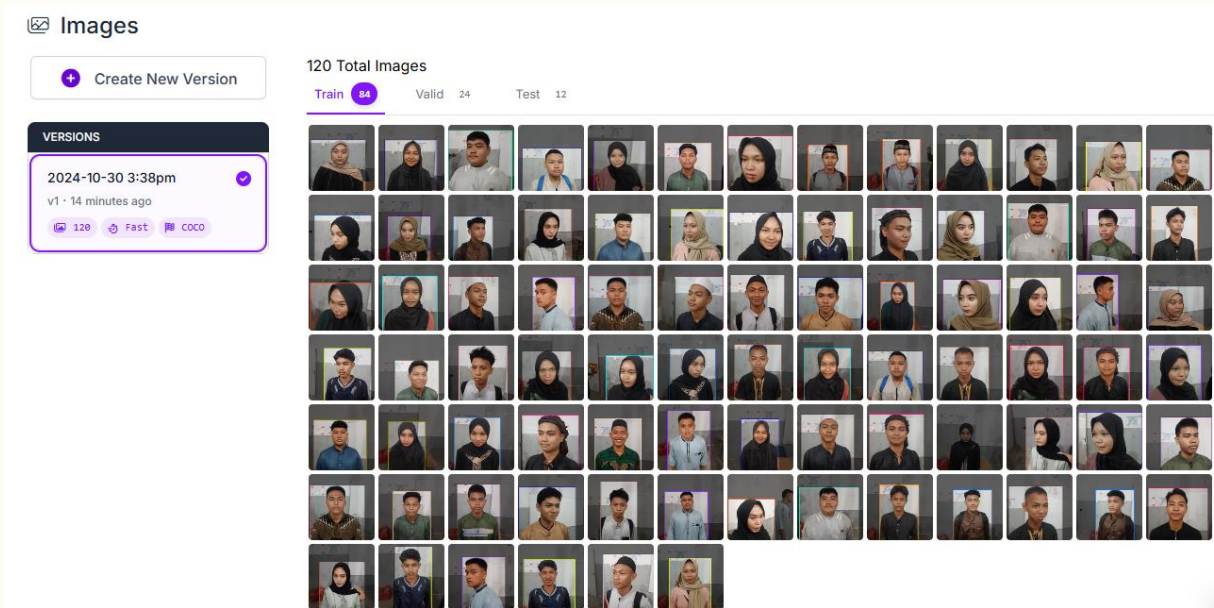 Images
Create New Version
VERSIONS
2024-10-30 3:38pm
v1 · 14 minutes ago
120 Fast COCO
120 Total Images
Train 84 Valid 24 Test 12